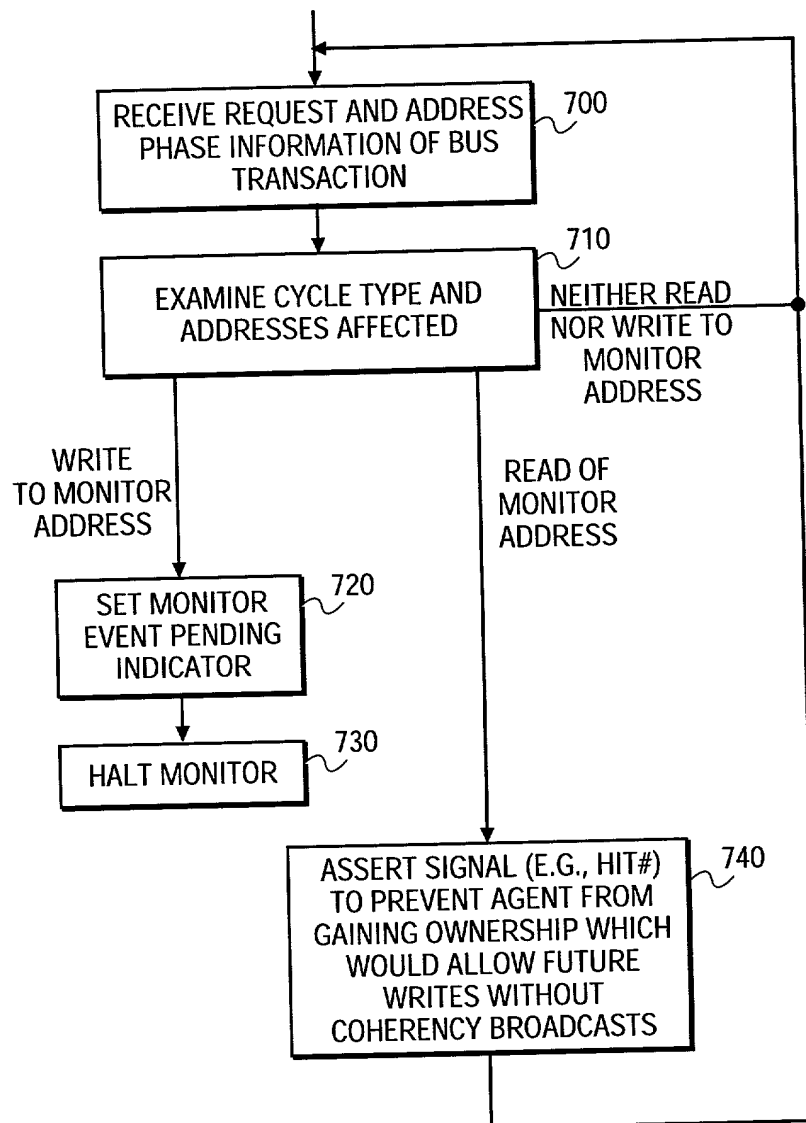 RECEIVE REQUEST AND ADDRESS
PHASE INFORMATION OF BUS
TRANSACTION
700
EXAMINE CYCLE TYPE AND
ADDRESSES AFFECTED
710
NEITHER READ
NOR WRITE TO
MONITOR
ADDRESS
WRITE
TO MONITOR
ADDRESS
READ OF
MONITOR
ADDRESS
SET MONITOR
EVENT PENDING
INDICATOR
720
HALT MONITOR
730
ASSERT SIGNAL (E.G., HIT#)
TO PREVENT AGENT FROM
GAINING OWNERSHIP WHICH
WOULD ALLOW FUTURE
WRITES WITHOUT
COHERENCY BROADCASTS
740